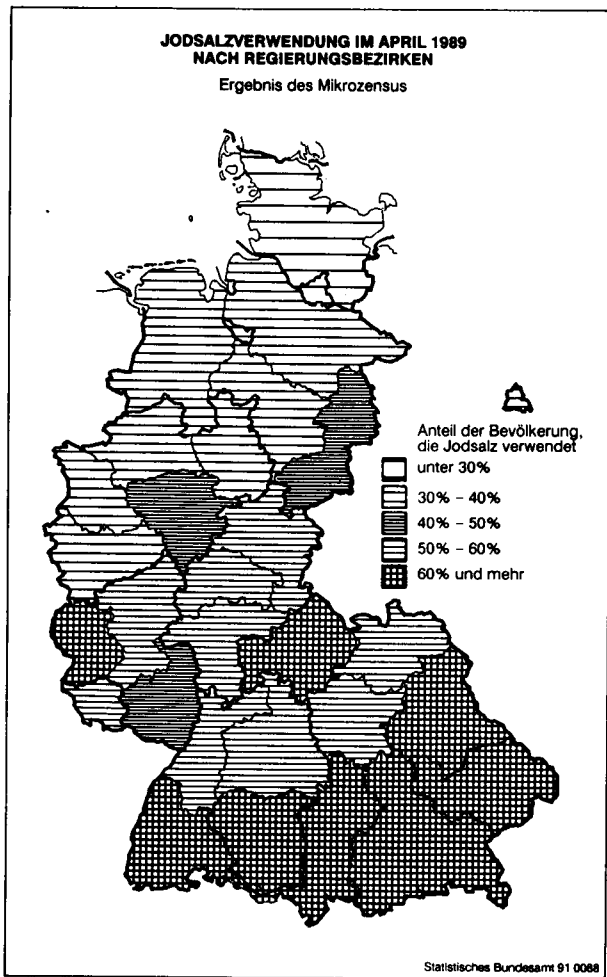 JODSALZVERWENDUNG IM APRIL 1989
NACH REGIERUNGSBEZIRKEN
Ergebnis des Mikrozensus
Anteil der Bevölkerung,
die Jodsalz verwendet
unter 30%
30% – 40%
40% – 50%
50% – 60%
60% und mehr
Statistisches Bundesamt 91 0088